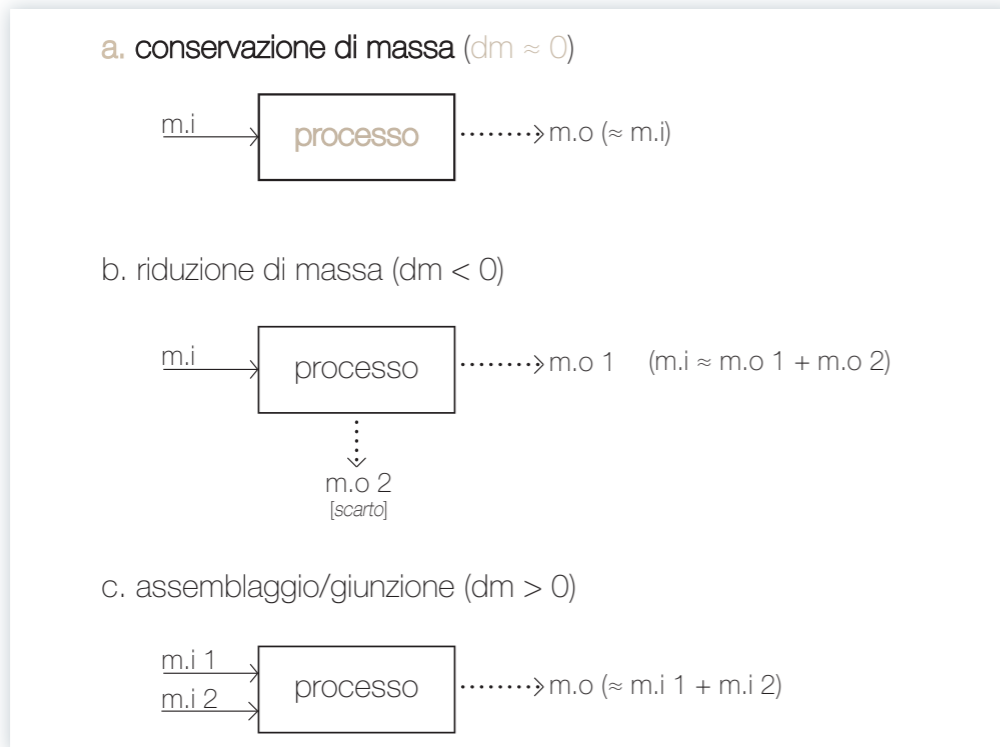 a. conservazione di massa (dm ≈ 0)
m.i
processo
m.o (≈ m.i)
b. riduzione di massa (dm < 0)
m.i
processo
m.o 1 (m.i ≈ m.o 1 + m.o 2)
m.o 2
[scarto]
c. assemblaggio/giunzione (dm > 0)
m.i 1
m.i 2
processo
m.o (≈ m.i 1 + m.i 2)